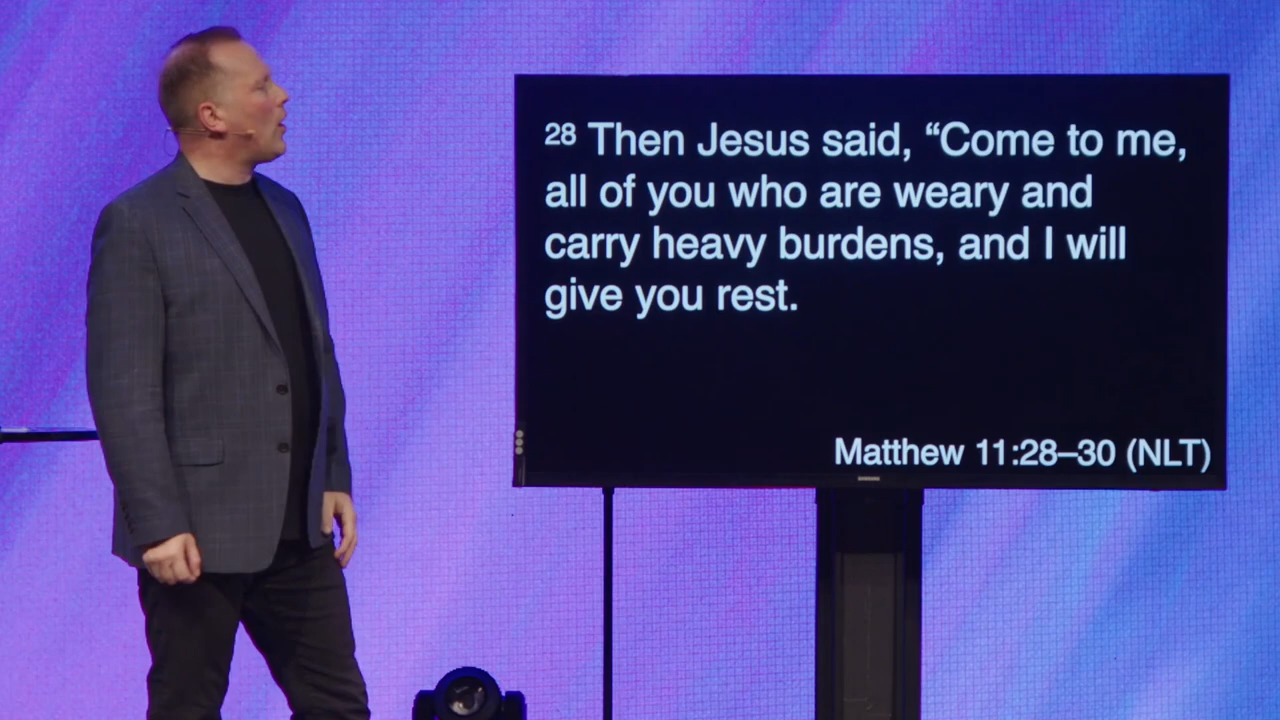 28 Then Jesus said, “Come to me,
all of you who are weary and
carry heavy burdens, and I will
give you rest.
Matthew 11:28–30 (NLT)
SAMSUNG